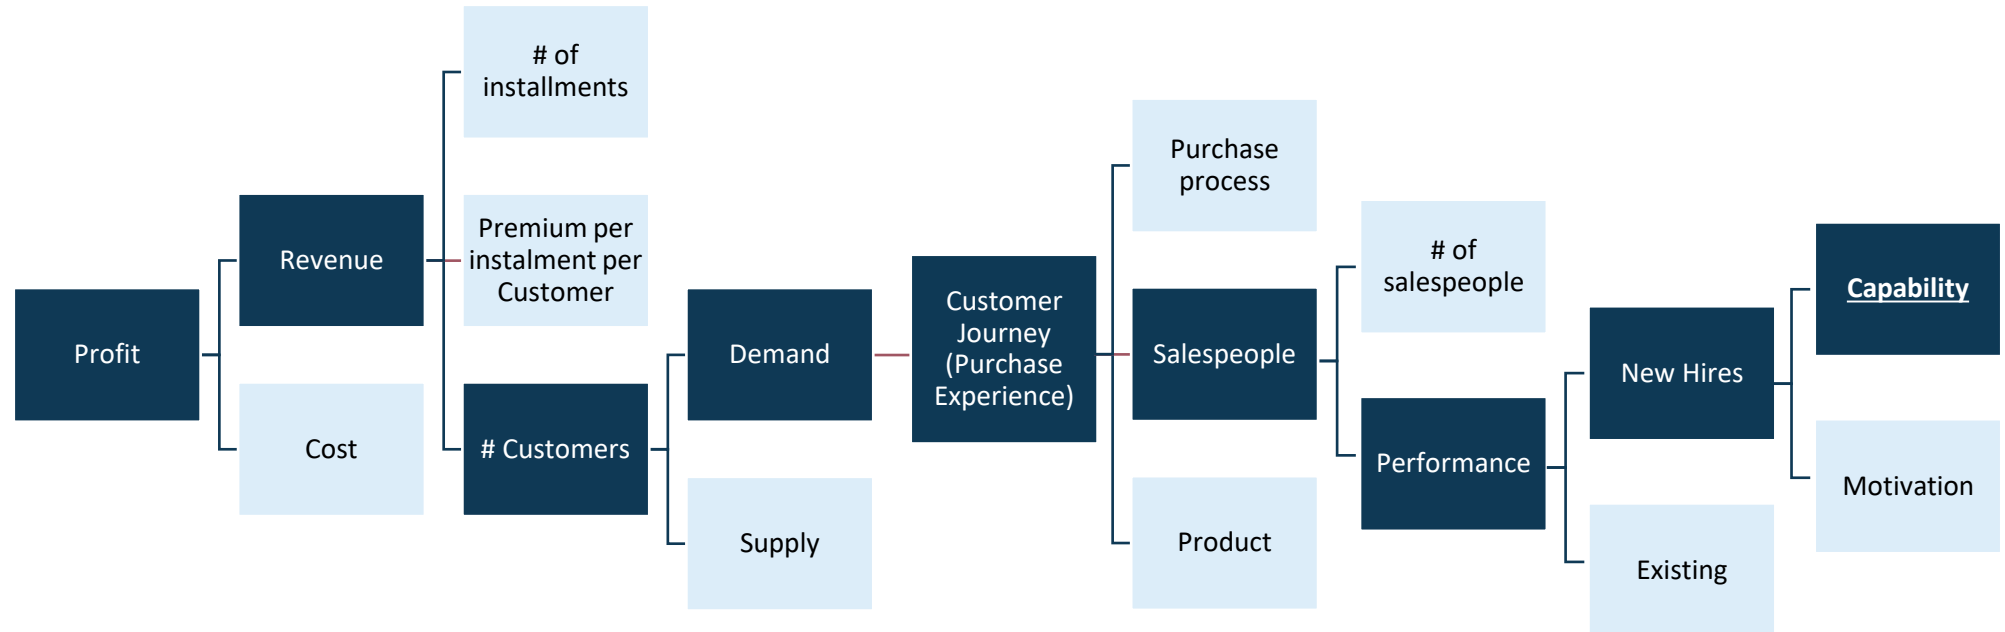 Profit
Revenue
Cost
# of
installments
Premium per
instalment per
Customer
# Customers
Demand
Supply
Customer
Journey
(Purchase
Experience)
Purchase
process
Salespeople
Product
# of
salespeople
Performance
New Hires
Existing
Capability
Motivation